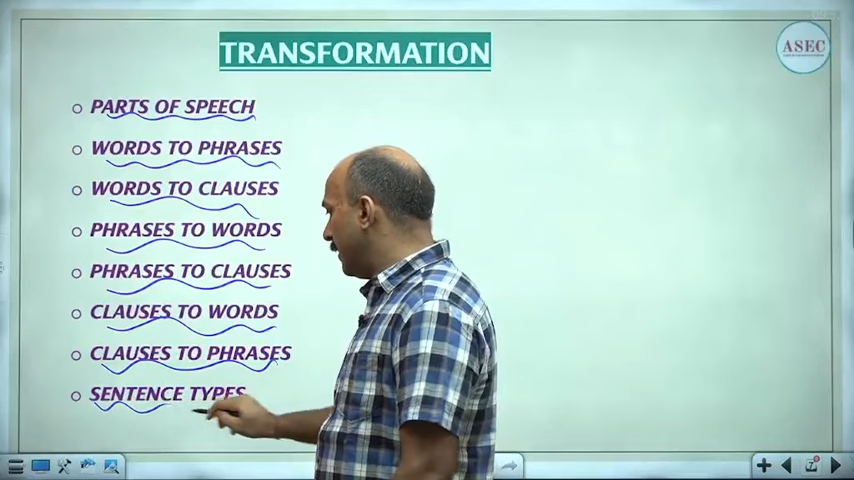 TRANSFORMATION
ASEC
PARTS OF SPEECH
WORDS TO PHRASES
WORDS TO CLAUSES
PHRASES TO WORDS
PHRASES TO CLAUSES
CLAUSES TO WORDS
CLAUSES TO PHRASES
SENTENCE TYPES